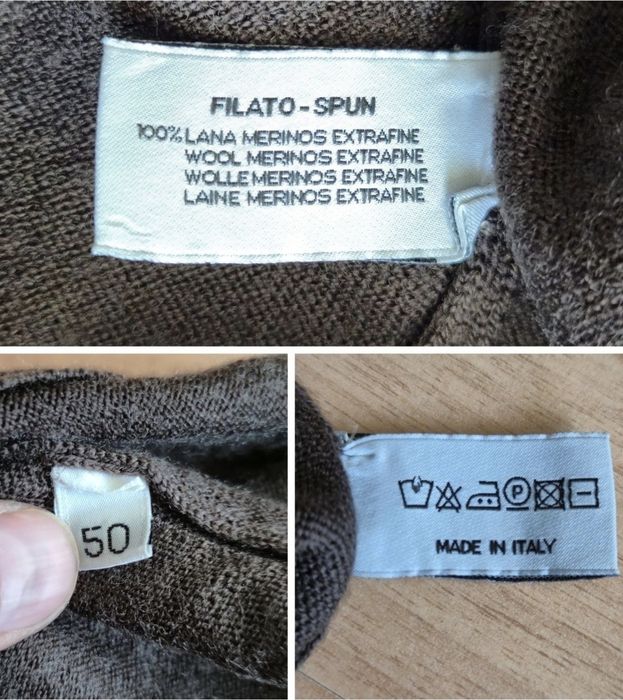 FILATO-SPUN
100% LANA MERINOS EXTRAFINE
WOOL MERINOS EXTRAFINE
WOLLE MERINOS EXTRAFINE
LAINE MERINOS EXTRAFINE
50
P
MADE IN ITALY